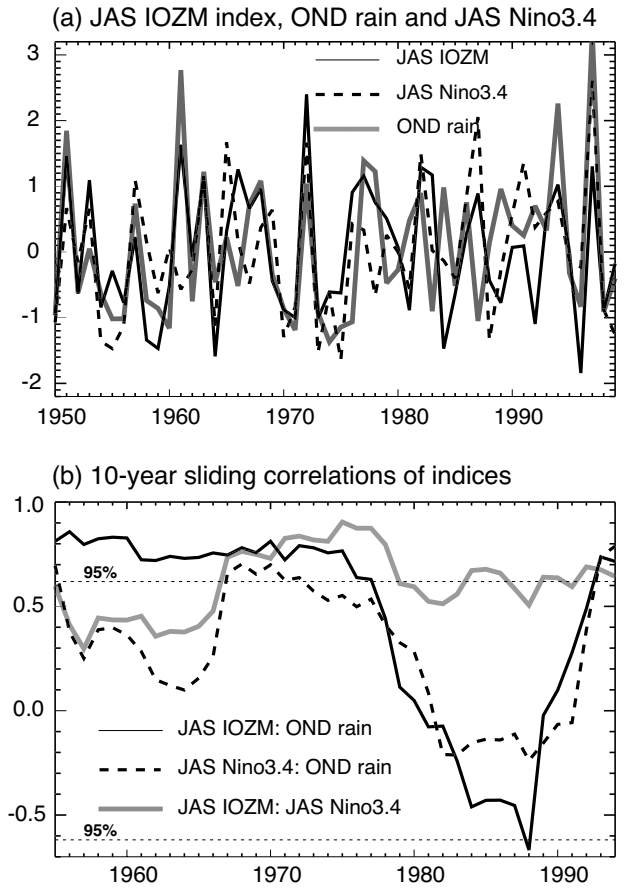 (a) JAS IOZM index, OND rain and JAS Nino3.4
3
2
1
0
-1
-2
JAS IOZM
JAS Nino3.4
OND rain
1950 1960 1970 1980 1990
(b) 10-year sliding correlations of indices
1.0
0.5
0.0
-0.5
95%
JAS IOZM: OND rain
JAS Nino3.4: OND rain
JAS IOZM: JAS Nino3.4
95%
1960 1970 1980 1990